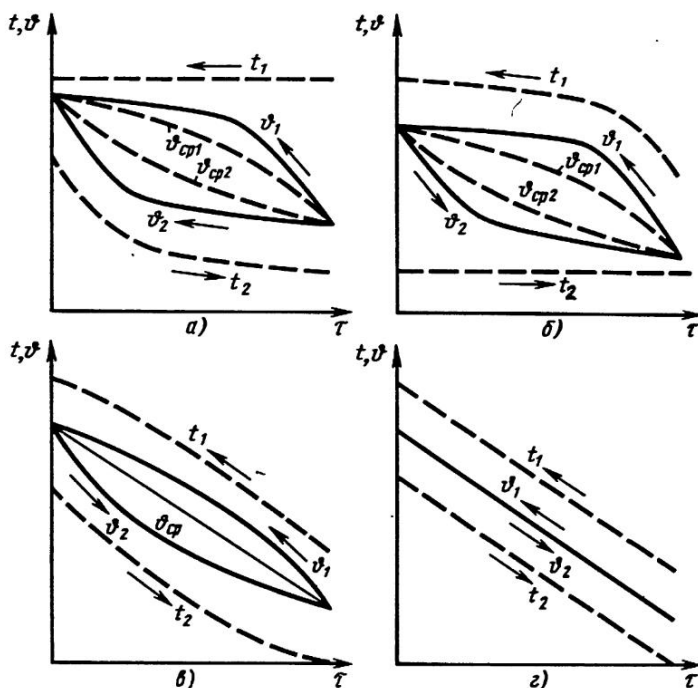 t,ϑ
t₁
ϑ₁
ϑср1
ϑср2
ϑ₂
t₂
а)
τ
t,ϑ
t₁
ϑ₁
ϑср1
ϑср2
ϑ₂
t₂
б)
τ
t,ϑ
t₁
ϑ₂
ϑср
ϑ₁
t₂
в)
τ
t,ϑ
t₁
ϑ₁
ϑ₂
t₂
г)
τ